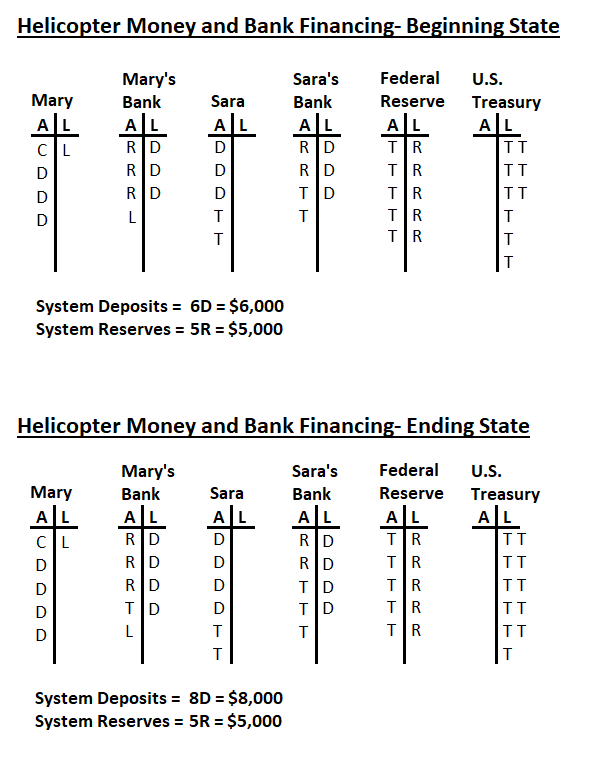 Helicopter Money and Bank Financing- Beginning State
Mary's Sara's Federal U.S.
Mary Bank Sara Bank Reserve Treasury
A L A L A L A L A L A L
C L R D D R D T R T T
D R D D R D T R T T
D R D D T D T R T T
D L T T T R T
T T R T
T
System Deposits = 6D = $6,000
System Reserves = 5R = $5,000
Helicopter Money and Bank Financing- Ending State
Mary's Sara's Federal U.S.
Mary Bank Sara Bank Reserve Treasury
A L A L A L A L A L A L
C L R D D R D T R T T
D R D D R D T R T T
D R D D T D T R T T
D T D D T D T R T T
D L T T T R T T
T T
System Deposits = 8D = $8,000
System Reserves = 5R = $5,000